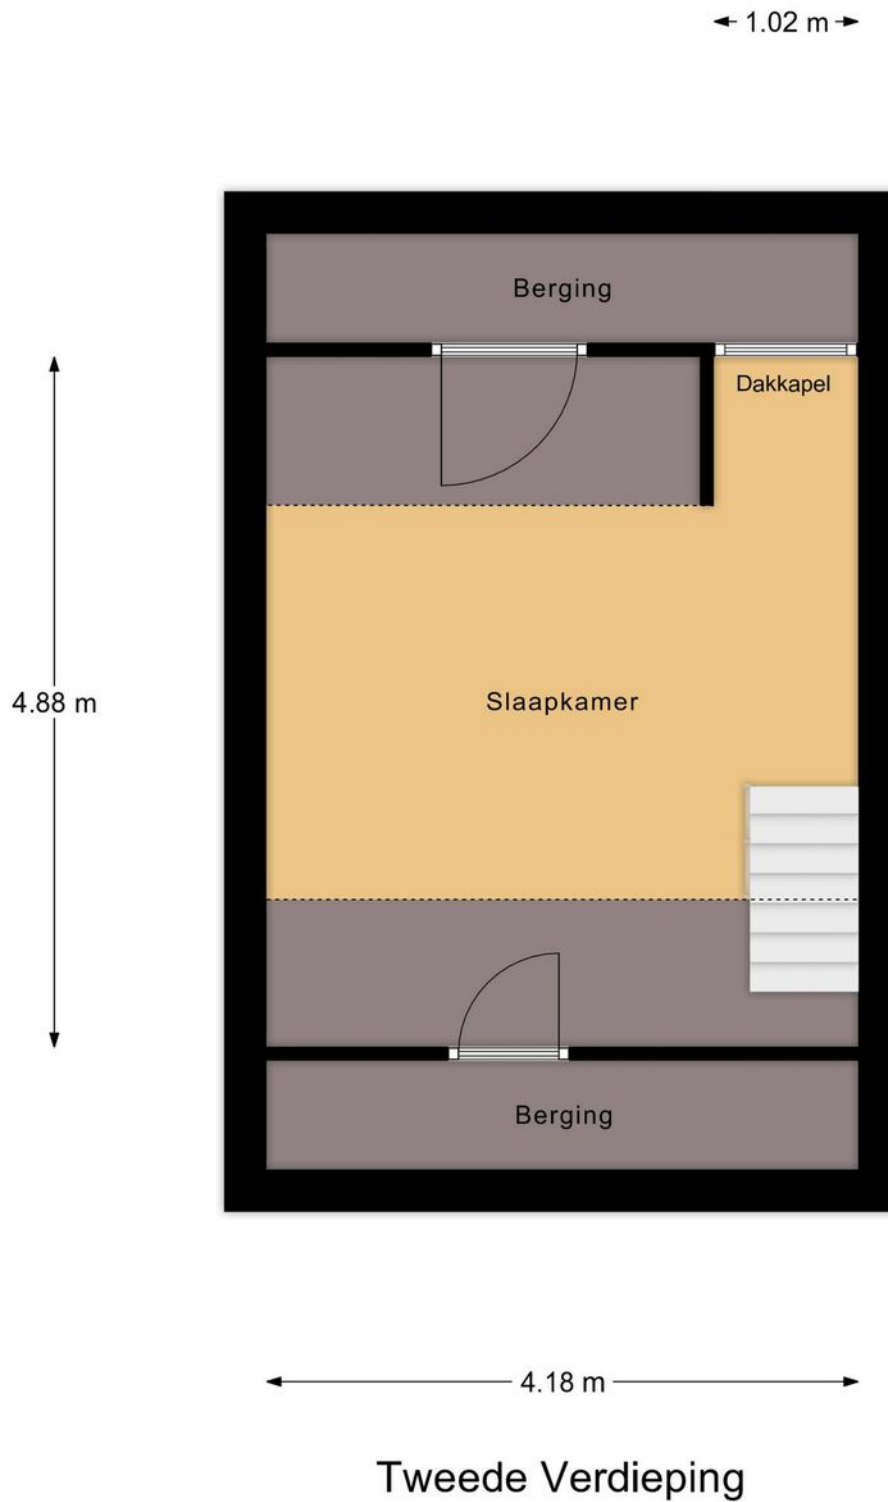 1.02 m
Berging
Dakkapel
4.88 m
Slaapkamer
Berging
4.18 m
Tweede Verdieping